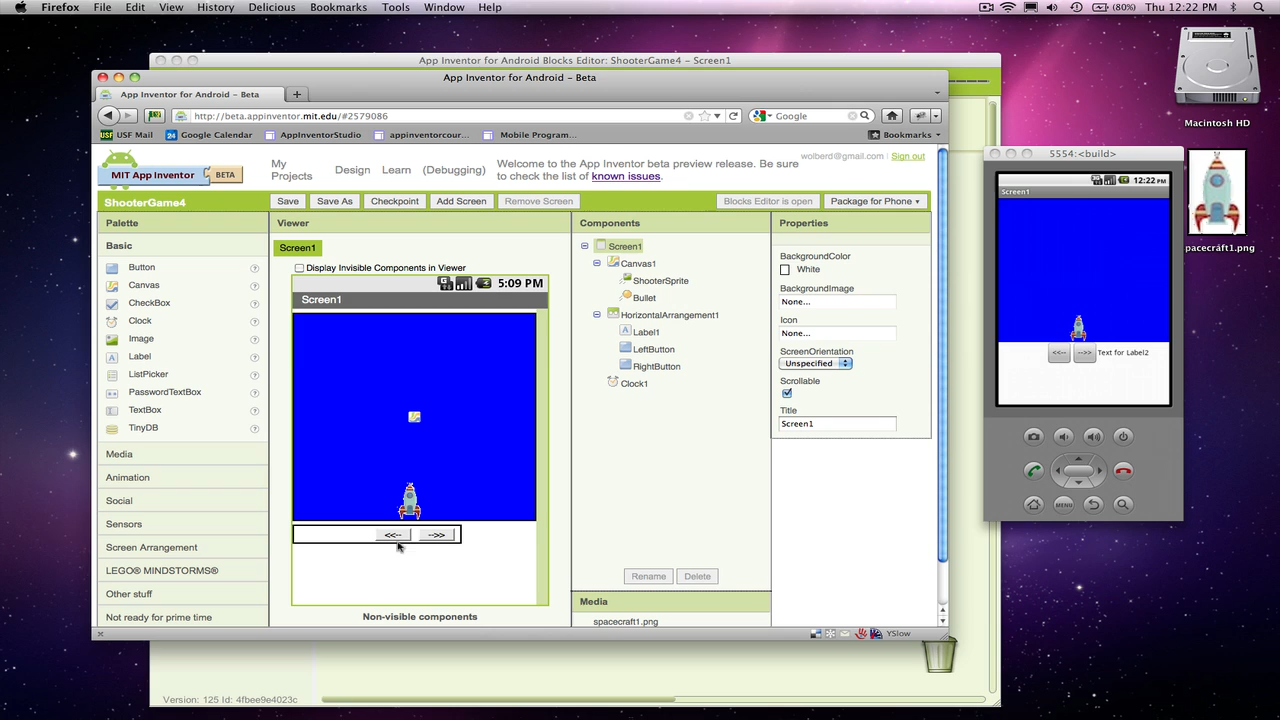 Firefox File Edit View History Delicious Bookmarks Tools Window Help (80%) Thu 12:22 PM
App Inventor for Android Blocks Editor: ShooterGame4 - Screen1
App Inventor for Android - Beta
App Inventor for Android - Beta
http://beta.appinventor.mit.edu/#2579086
Google
USF Mail 24 Google Calendar AppInventorStudio appinventorcour... Mobile Program... Bookmarks
MIT App Inventor BETA
My Projects
Design Learn (Debugging)
Welcome to the App Inventor beta preview release. Be sure
to check the list of known issues.
wolberd@gmail.com | Sign out
ShooterGame4 Save Save As Checkpoint Add Screen Remove Screen Blocks Editor is open Package for Phone
Palette
Basic
Button
Canvas
CheckBox
Clock
Image
Label
ListPicker
PasswordTextBox
TextBox
TinyDB
Media
Animation
Social
Sensors
Screen Arrangement
LEGO® MINDSTORMS®
Other stuff
Not ready for prime time
Viewer
Screen1
Display Invisible Components in Viewer
5:09 PM
Screen1
<<-- -->>
Non-visible components
Components
Screen1
Canvas1
ShooterSprite
Bullet
HorizontalArrangement1
Label1
LeftButton
RightButton
Clock1
Rename Delete
Media
spacecraft1.png
Properties
BackgroundColor
White
BackgroundImage
None...
Icon
None...
ScreenOrientation
Unspecified
Scrollable
Title
Screen1
YSlow
Version: 125 Id: 4fbee9e4023c
5554:<build>
12:22 PM
Screen1
<<-- -->> Text for Label2
MENU
Macintosh HD
pacecraft1.png